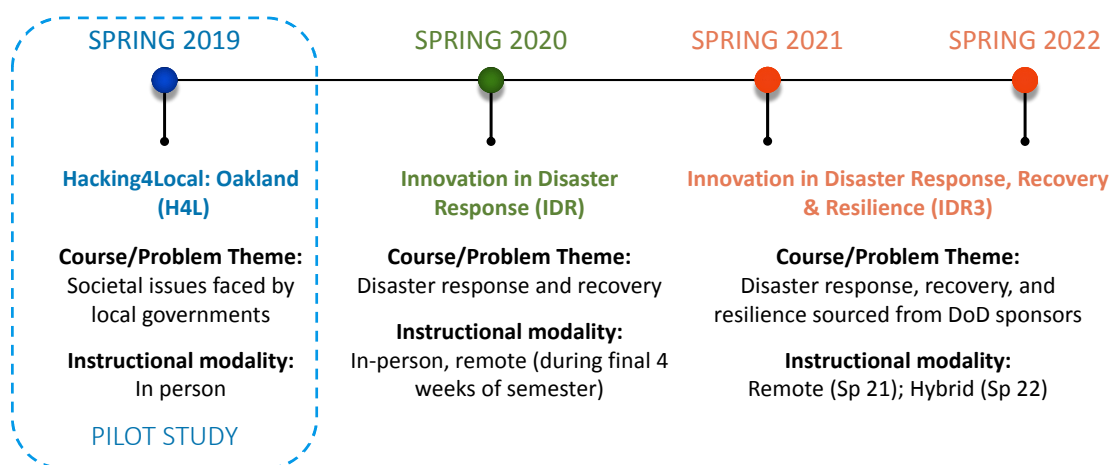 SPRING 2019
SPRING 2020
SPRING 2021
SPRING 2022
Hacking4Local: Oakland
(H4L)
Course/Problem Theme:
Societal issues faced by
local governments
Instructional modality:
In person
PILOT STUDY
Innovation in Disaster
Response (IDR)
Course/Problem Theme:
Disaster response and recovery
Instructional modality:
In-person, remote (during final 4
weeks of semester)
Innovation in Disaster Response, Recovery
& Resilience (IDR3)
Course/Problem Theme:
Disaster response, recovery, and
resilience sourced from DoD sponsors
Instructional modality:
Remote (Sp 21); Hybrid (Sp 22)